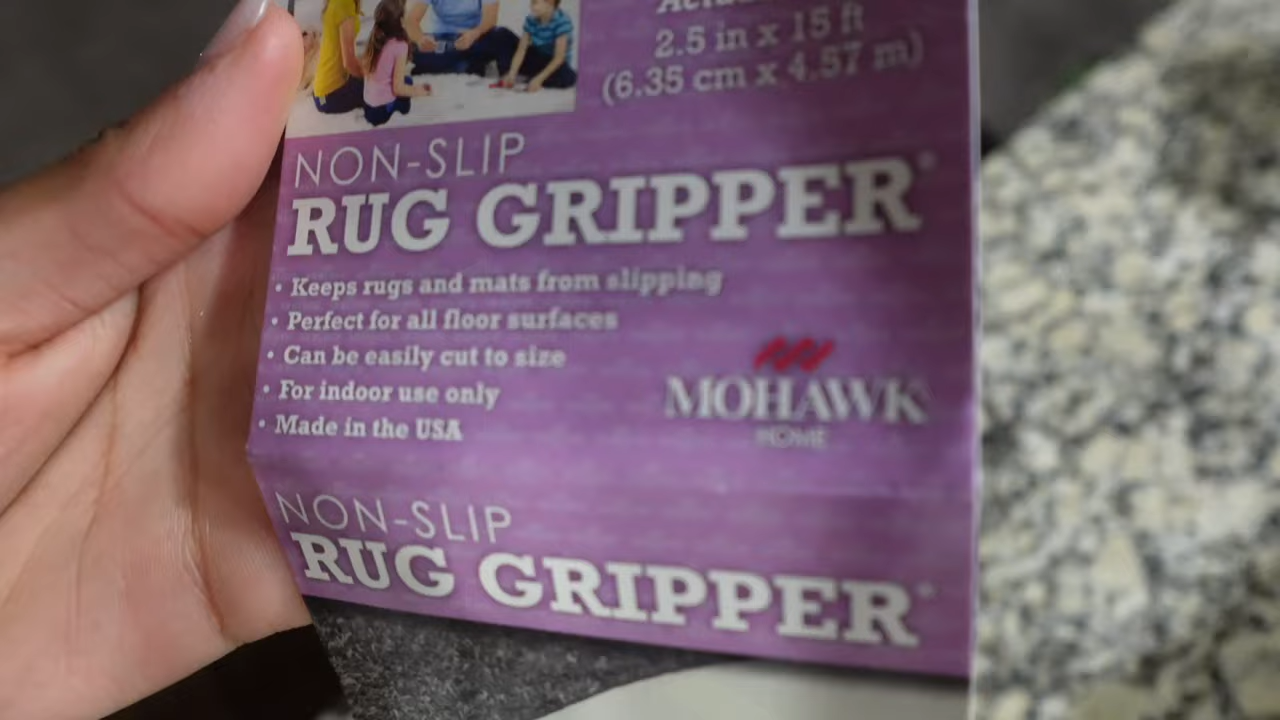 2.5 in x 15 ft
(6.35 cm x 4.57 m)
NON-SLIP
RUG GRIPPER
• Keeps rugs and mats from slipping
• Perfect for all floor surfaces
• Can be easily cut to size
• For indoor use only
• Made in the USA
MOHAWK
HOME
NON-SLIP
RUG GRIPPER